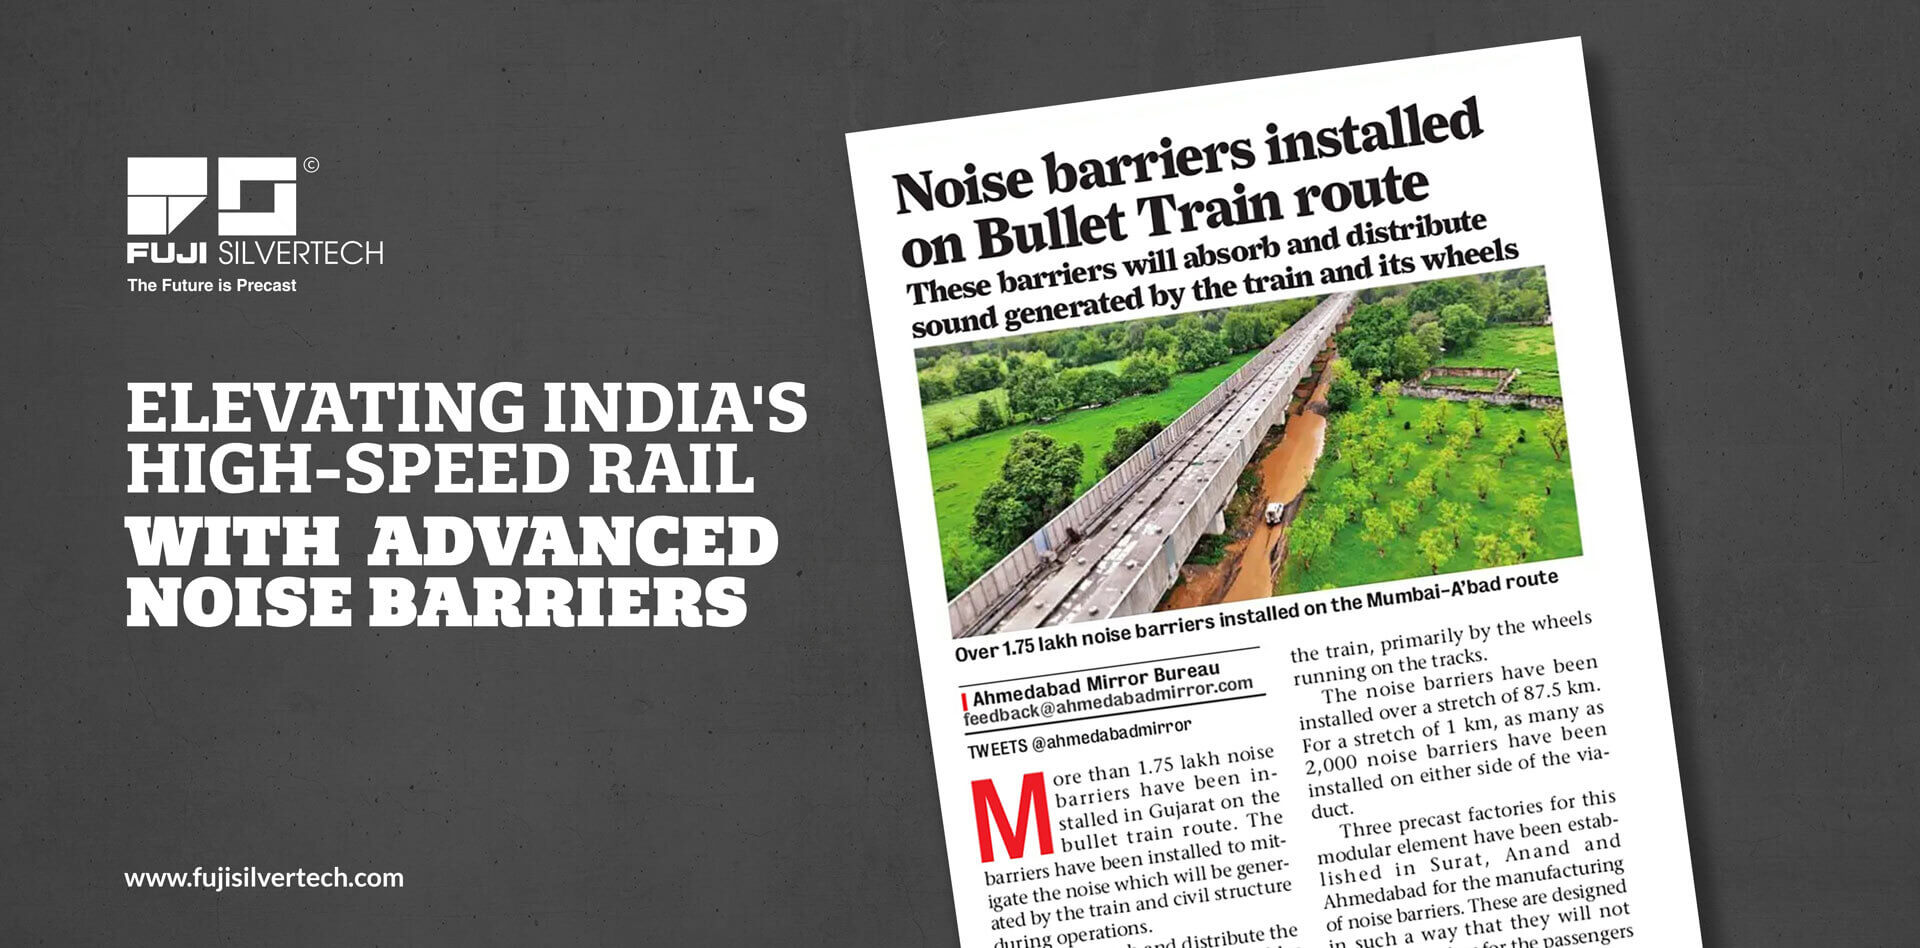 ©
FUJI SILVERTECH
The Future is Precast
ELEVATING INDIA'S
HIGH-SPEED RAIL
WITH ADVANCED
NOISE BARRIERS
www.fujisilvertech.com
Noise barriers installed
on Bullet Train route
These barriers will absorb and distribute
sound generated by the train and its wheels
Over 1.75 lakh noise barriers installed on the Mumbai-A'bad route
Ahmedabad Mirror Bureau
feedback@ahmedabadmirror.com
TWEETS @ahmedabadmirror
More than 1.75 lakh noise
barriers have been in-
stalled in Gujarat on the
bullet train route. The
barriers have been installed to mit-
igate the noise which will be gener-
ated by the train and civil structure
during operations.
and distribute the
the train, primarily by the wheels
running on the tracks.
The noise barriers have been
installed over a stretch of 87.5 km.
For a stretch of 1 km, as many as
2,000 noise barriers have been
installed on either side of the via-
duct.
Three precast factories for this
modular element have been estab-
lished in Surat, Anand and
Ahmedabad for the manufacturing
of noise barriers. These are designed
in such a way that they will not
for the passengers